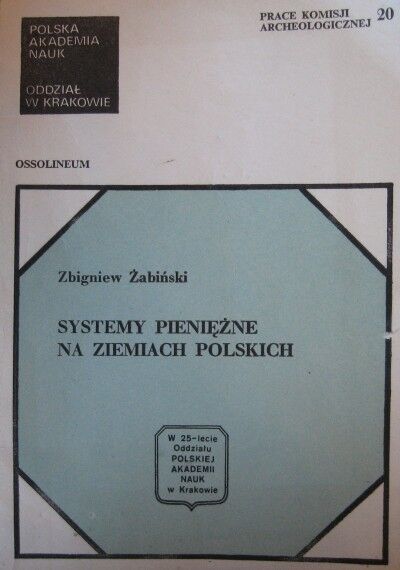 POLSKA
AKADEMIA
NAUK
ODDZIAŁ
W KRAKOWIE
PRACE KOMISJI
ARCHEOLOGICZNEJ 20
OSSOLINEUM
Zbigniew Żabiński
SYSTEMY PIENIĘŻNE
NA ZIEMIACH POLSKICH
W 25-lecie
Oddziału
POLSKIEJ
AKADEMII
NAUK
w Krakowie